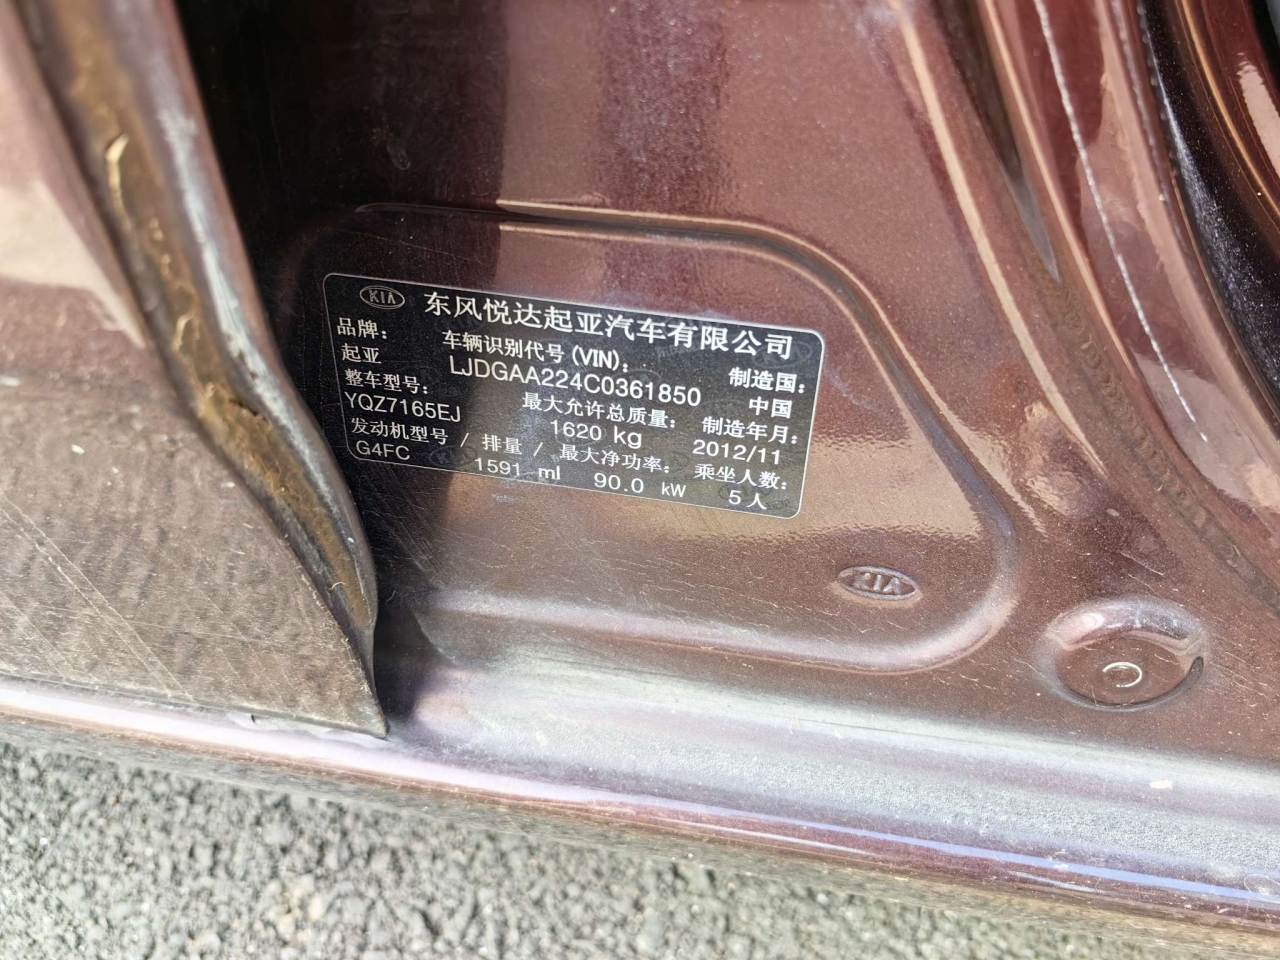 KIA 东风悦达起亚汽车有限公司
品牌: 车辆识别代号(VIN): 制造国:
起亚 LJDGAA224C0361850 中国
整车型号: 最大允许总质量: 制造年月:
YQZ7165EJ 1620 kg 2012/11
发动机型号 / 排量 / 最大净功率: 乘坐人数:
G4FC 1591 ml 90.0 kW 5人
KIA